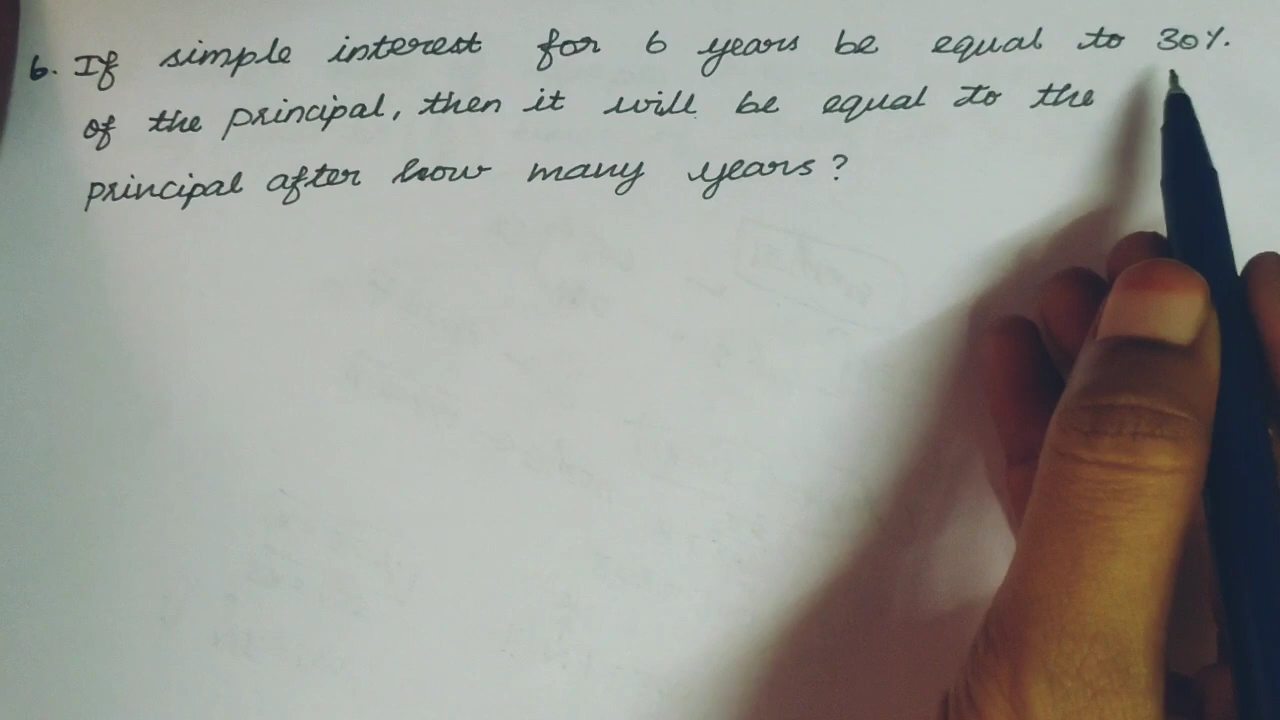 6. If simple interest for 6 years be equal to 30%.
of the principal, then it will be equal to the
principal after how many years?